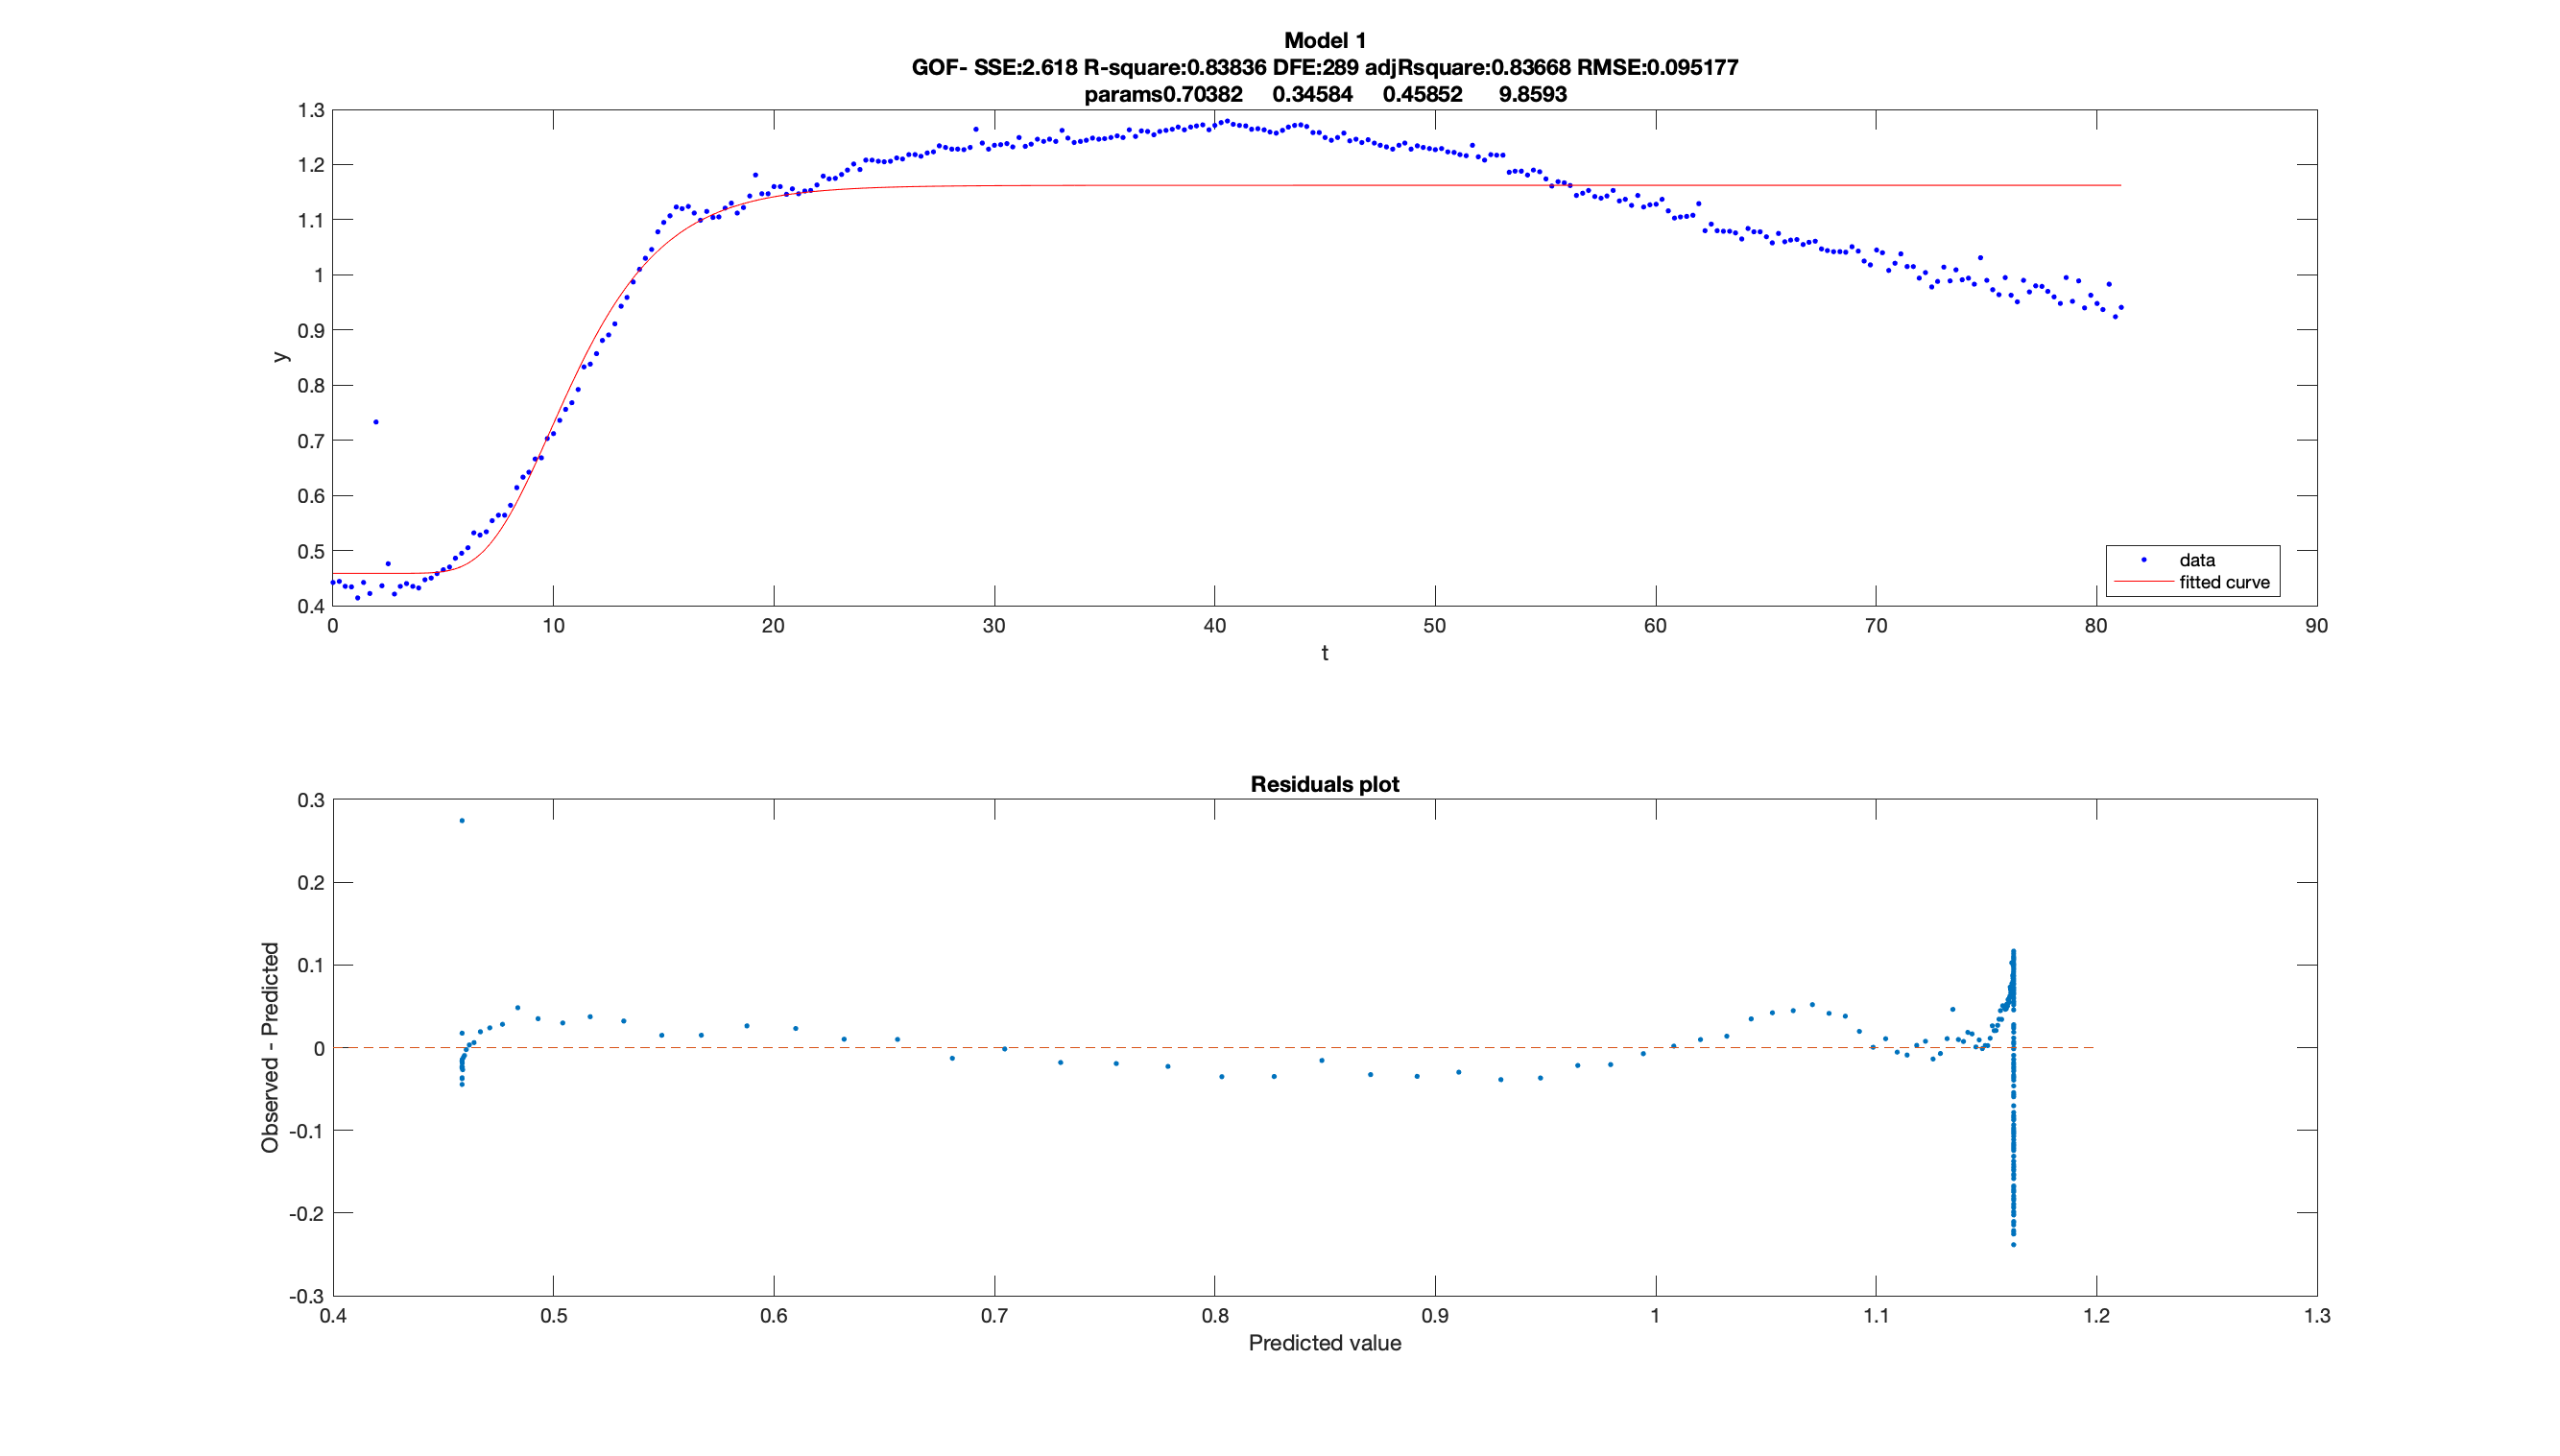 Model 1
GOF- SSE:2.618 R-square:0.83836 DFE:289 adjRsquare:0.83668 RMSE:0.095177
params0.70382 0.34584 0.45852 9.8593
1.3
1.2
1.1
1
0.9
0.8
0.7
0.6
0.5
0.4
y
data
fitted curve
0 10 20 30 40 50 60 70 80 90
t
Residuals plot
0.3
0.2
0.1
0
-0.1
-0.2
-0.3
Observed - Predicted
0.4 0.5 0.6 0.7 0.8 0.9 1 1.1 1.2 1.3
Predicted value